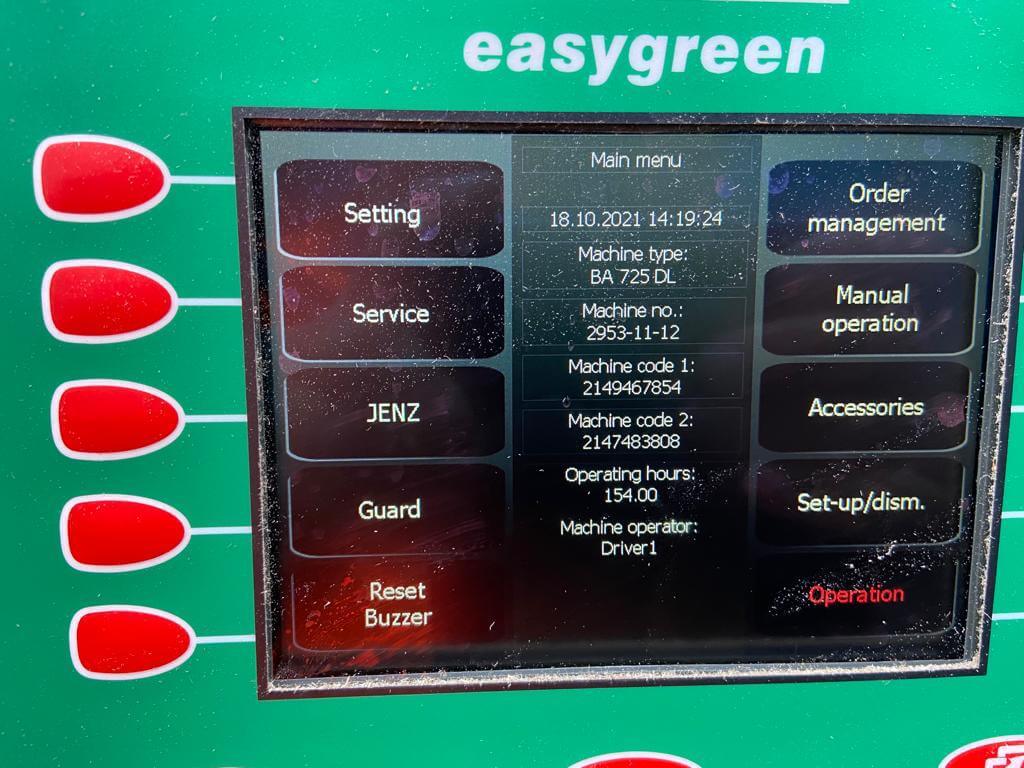 easygreen
Main menu
Setting
Order
management
18.10.2021 14:19:24
Machine type:
BA 725 DL
Service
Manual
operation
Machine no.:
2953-11-12
Machine code 1:
2149467854
JENZ
Accessories
Machine code 2:
2147483808
Operating hours:
154.00
Guard
Set-up/dism.
Machine operator:
Driver1
Reset
Buzzer
Operation